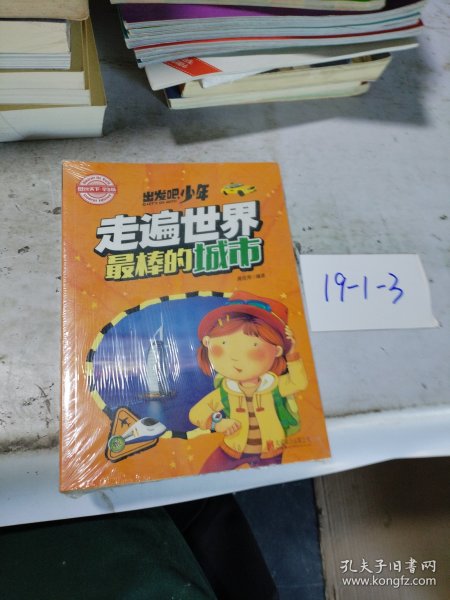 出发吧,少年
走遍世界
最棒的城市
19-1-3
孔夫子旧书网
www.kongfz.com